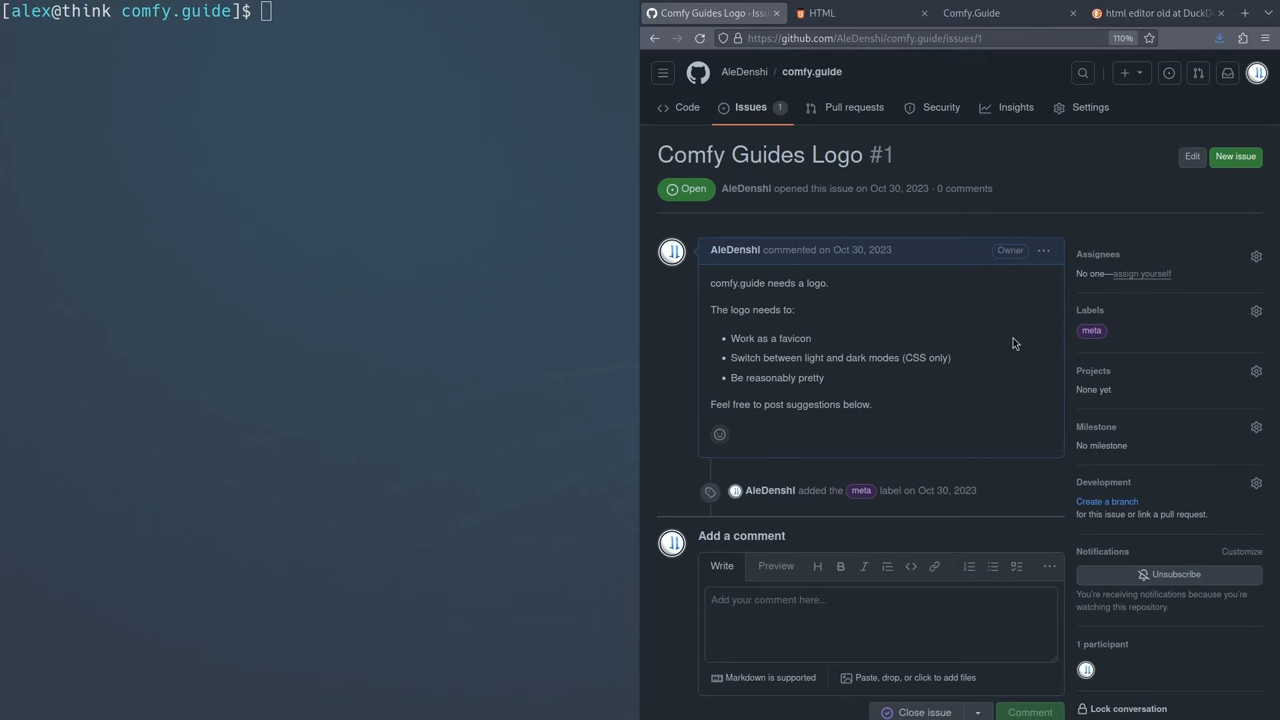 [alex@think comfy.guide]$
Comfy Guides Logo · Issu
HTML
Comfy.Guide
html editor old at DuckD
https://github.com/AleDenshi/comfy.guide/issues/1
110%
AleDenshi / comfy.guide
Code
Issues 1
Pull requests
Security
Insights
Settings
Comfy Guides Logo #1
Edit
New issue
Open
AleDenshi opened this issue on Oct 30, 2023 · 0 comments
AleDenshi commented on Oct 30, 2023
Owner
comfy.guide needs a logo.
The logo needs to:
• Work as a favicon
• Switch between light and dark modes (CSS only)
• Be reasonably pretty
Feel free to post suggestions below.
AleDenshi added the meta label on Oct 30, 2023
Add a comment
Write
Preview
Add your comment here...
Markdown is supported
Paste, drop, or click to add files
Close issue
Comment
Assignees
No one—assign yourself
Labels
meta
Projects
None yet
Milestone
No milestone
Development
Create a branch
for this issue or link a pull request.
Notifications
Customize
Unsubscribe
You're receiving notifications because you're
watching this repository.
1 participant
Lock conversation